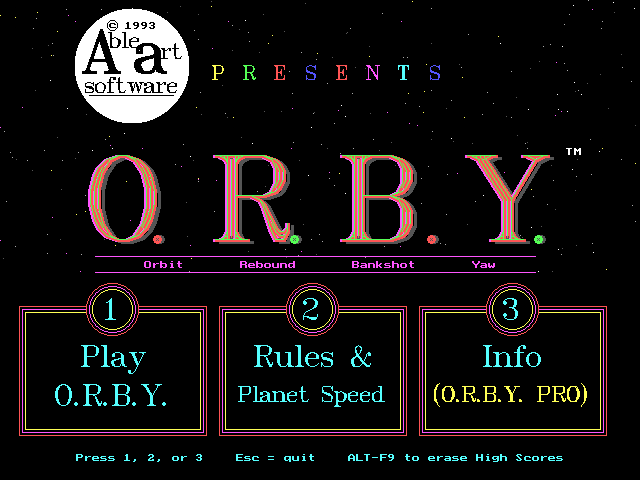 © 1993
Able art
software
PRESENTS
O.R.B.Y. ™
Orbit Rebound Bankshot Yaw
1 2 3
Play Rules & Info
O.R.B.Y. Planet Speed (O.R.B.Y. PRO)
Press 1, 2, or 3 Esc = quit ALT-F9 to erase High Scores